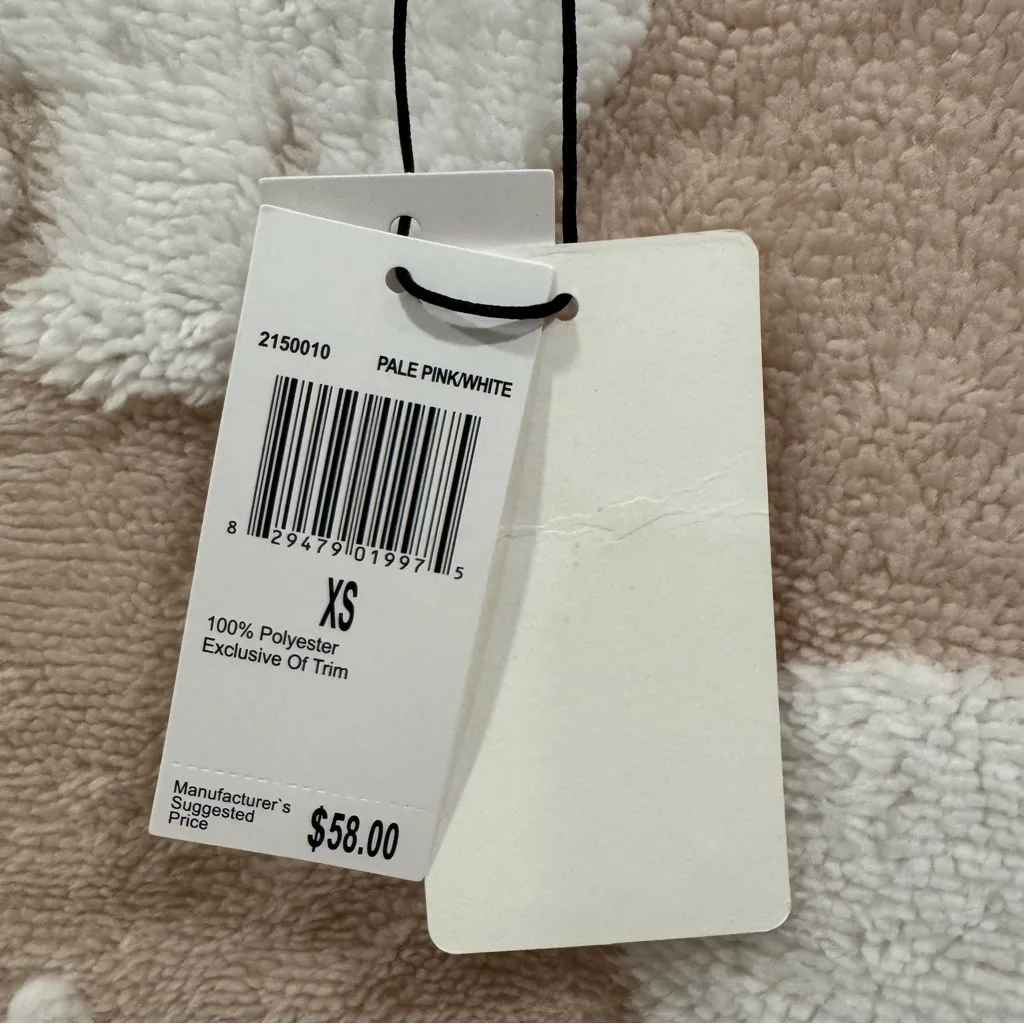 2150010
PALE PINK/WHITE
8 29479 01997 5
XS
100% Polyester
Exclusive Of Trim
Manufacturer`s
Suggested
Price
$58.00